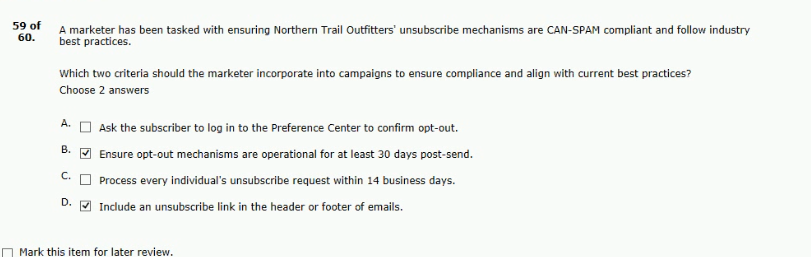 59 of
60.
A marketer has been tasked with ensuring Northern Trail Outfitters' unsubscribe mechanisms are CAN-SPAM compliant and follow industry
best practices.
Which two criteria should the marketer incorporate into campaigns to ensure compliance and align with current best practices?
Choose 2 answers
A. Ask the subscriber to log in to the Preference Center to confirm opt-out.
B. Ensure opt-out mechanisms are operational for at least 30 days post-send.
C. Process every individual's unsubscribe request within 14 business days.
D. Include an unsubscribe link in the header or footer of emails.
Mark this item for later review.